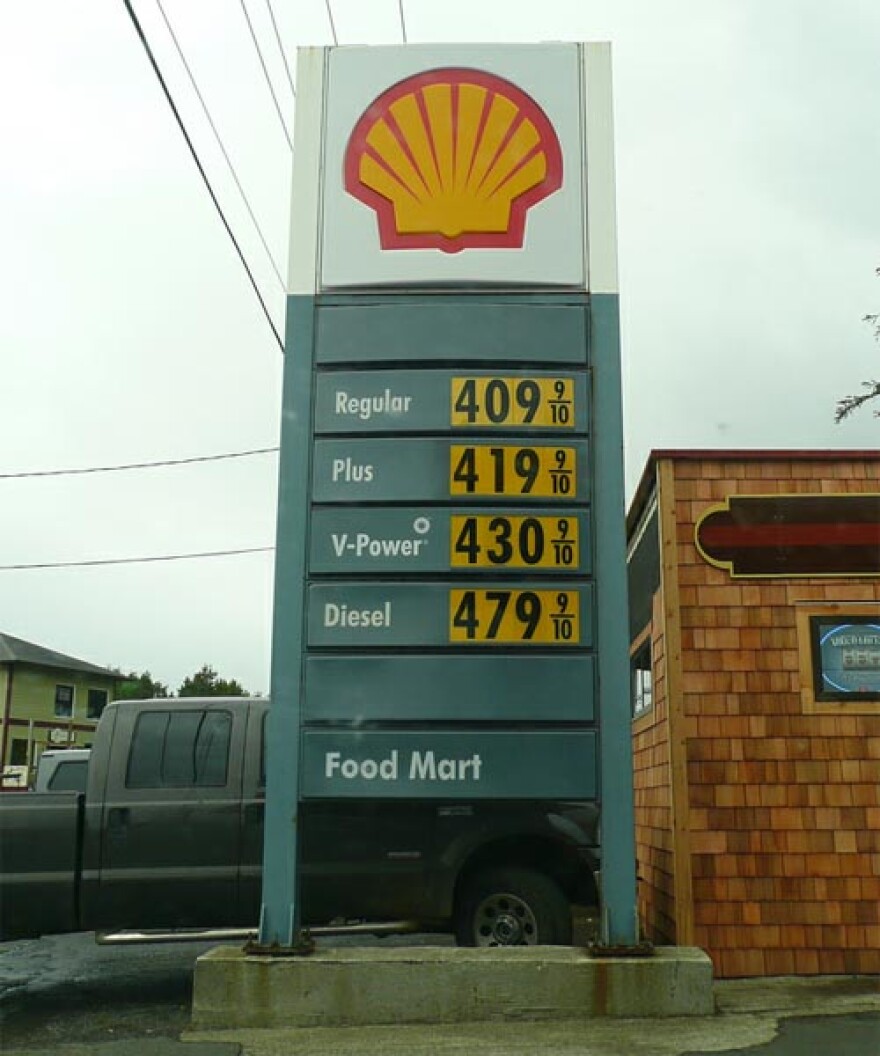 Regular 409 9/10
Plus 419 9/10
V-Power 430 9/10
Diesel 479 9/10
Food Mart